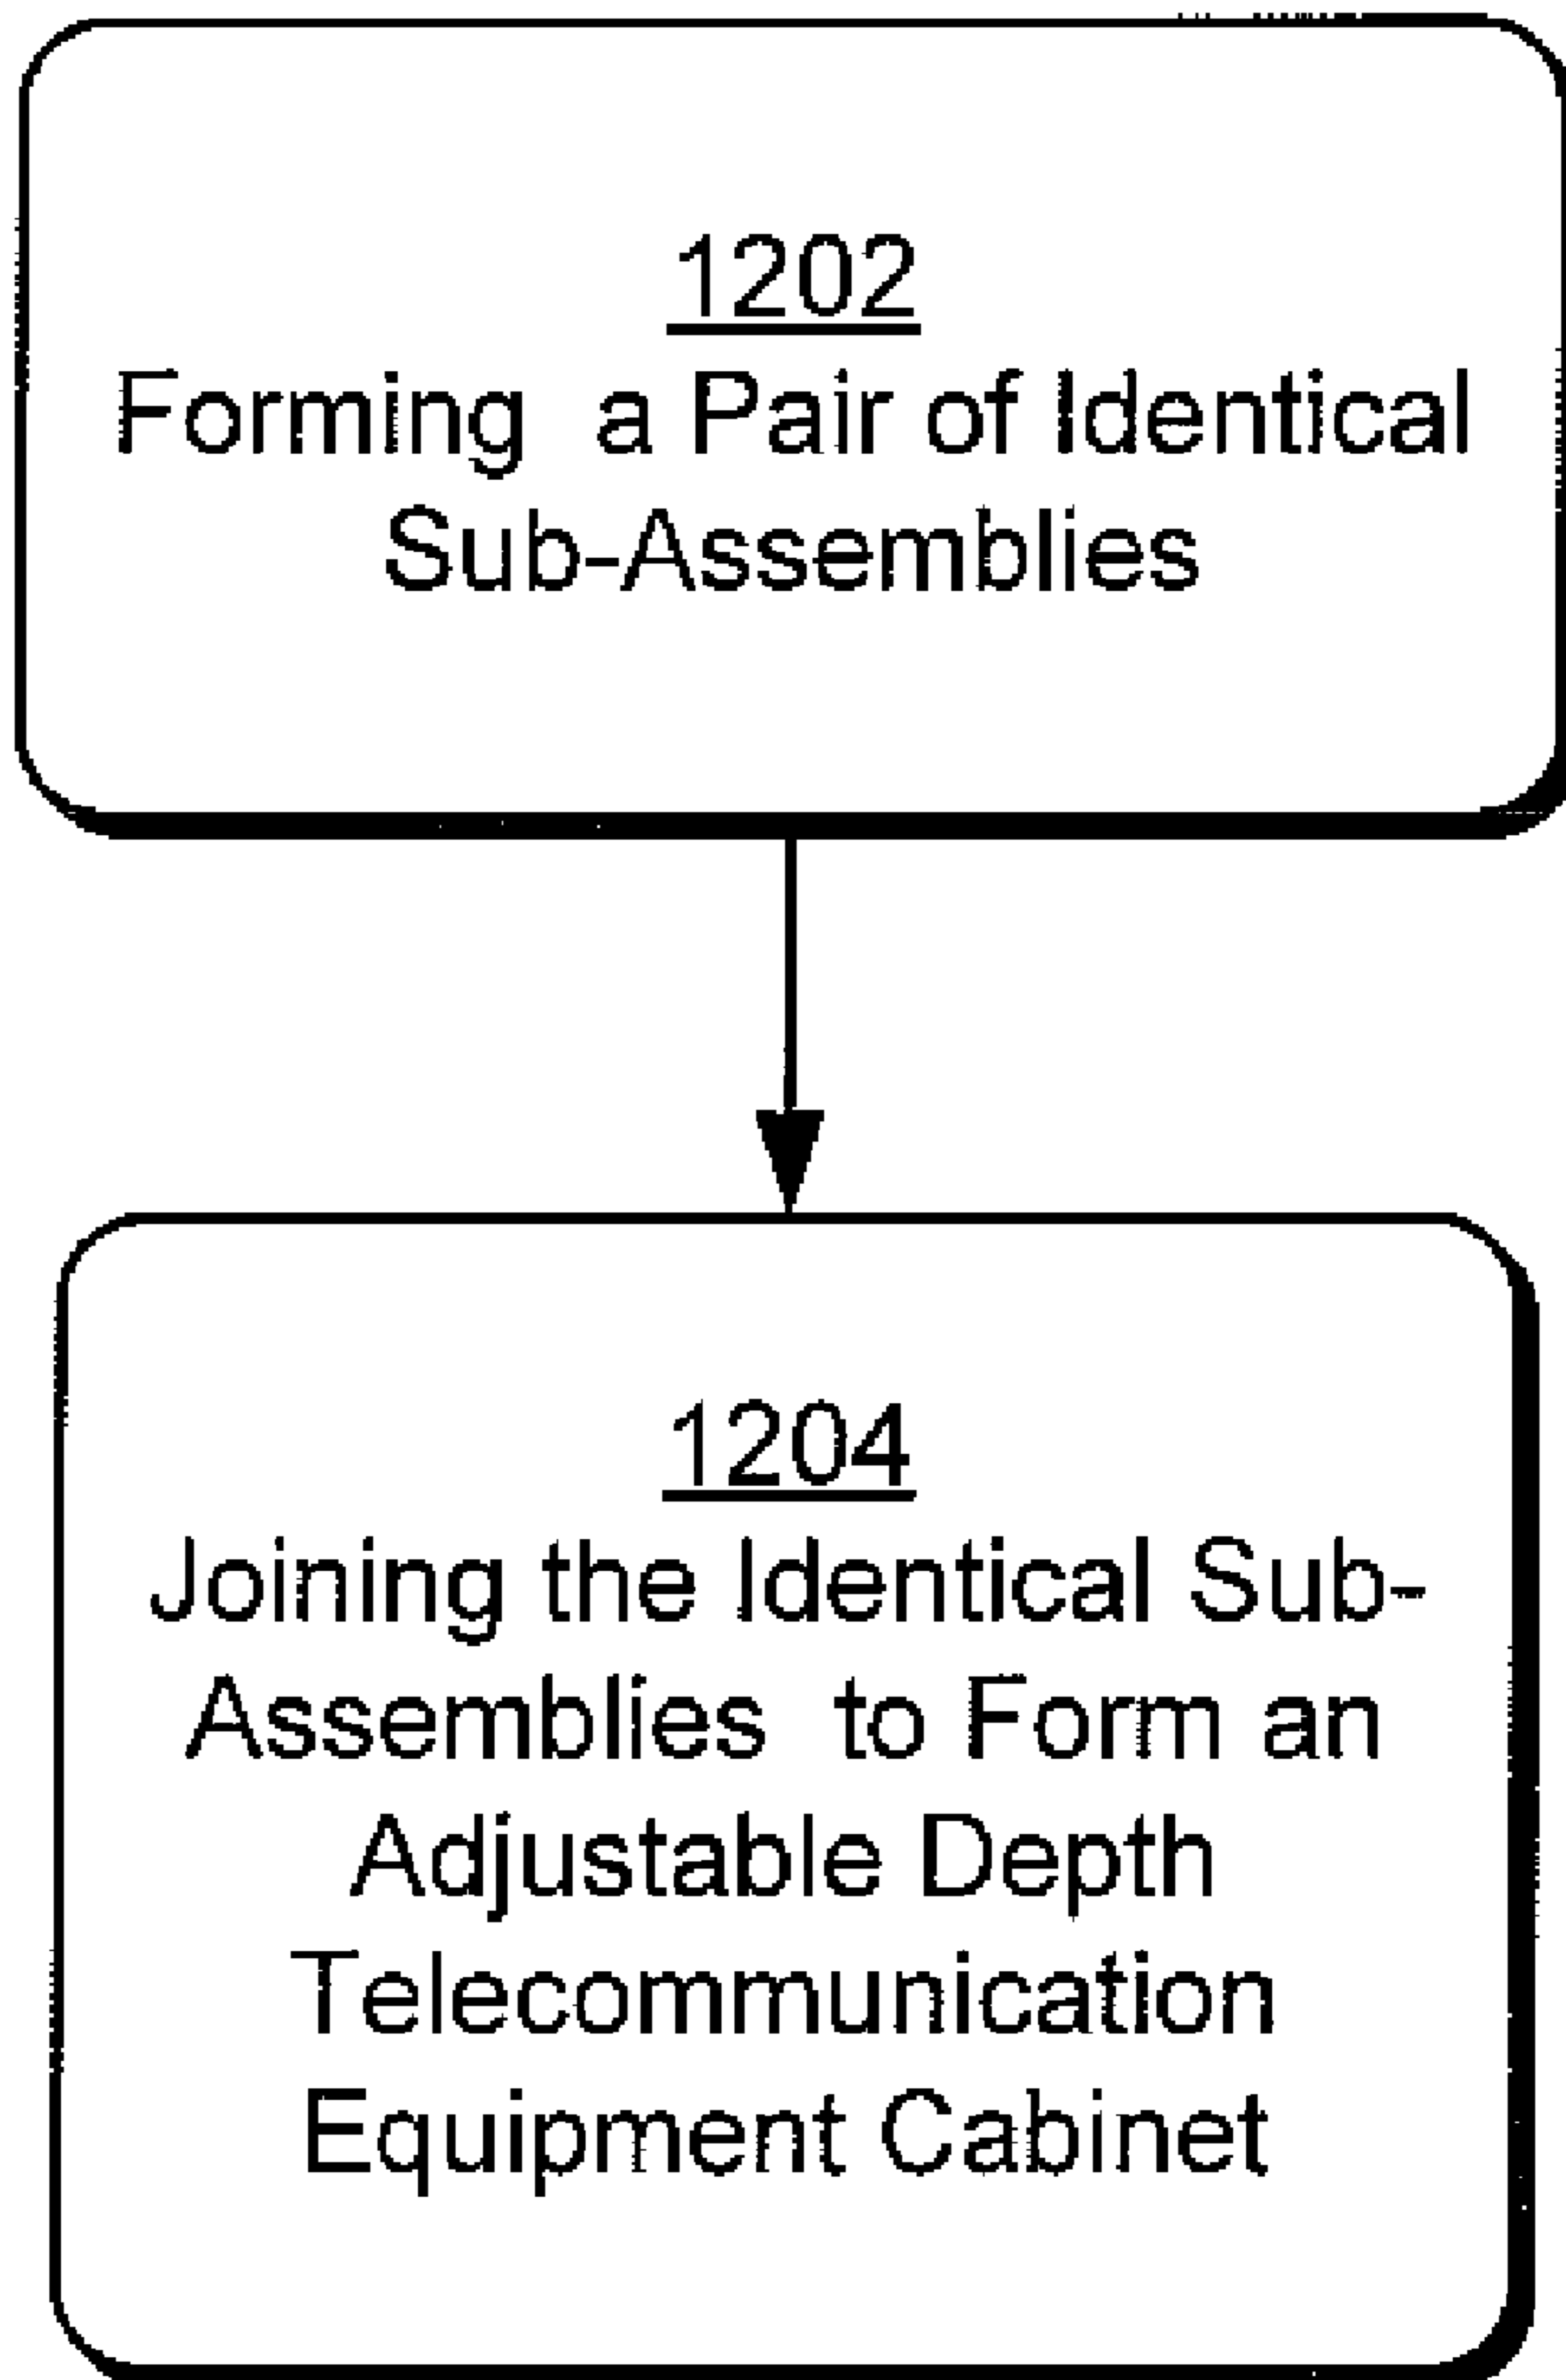 1202
Forming a Pair of Identical
Sub-Assemblies
1204
Joining the Identical Sub-
Assemblies to Form an
Adjustable Depth
Telecommunication
Equipment Cabinet